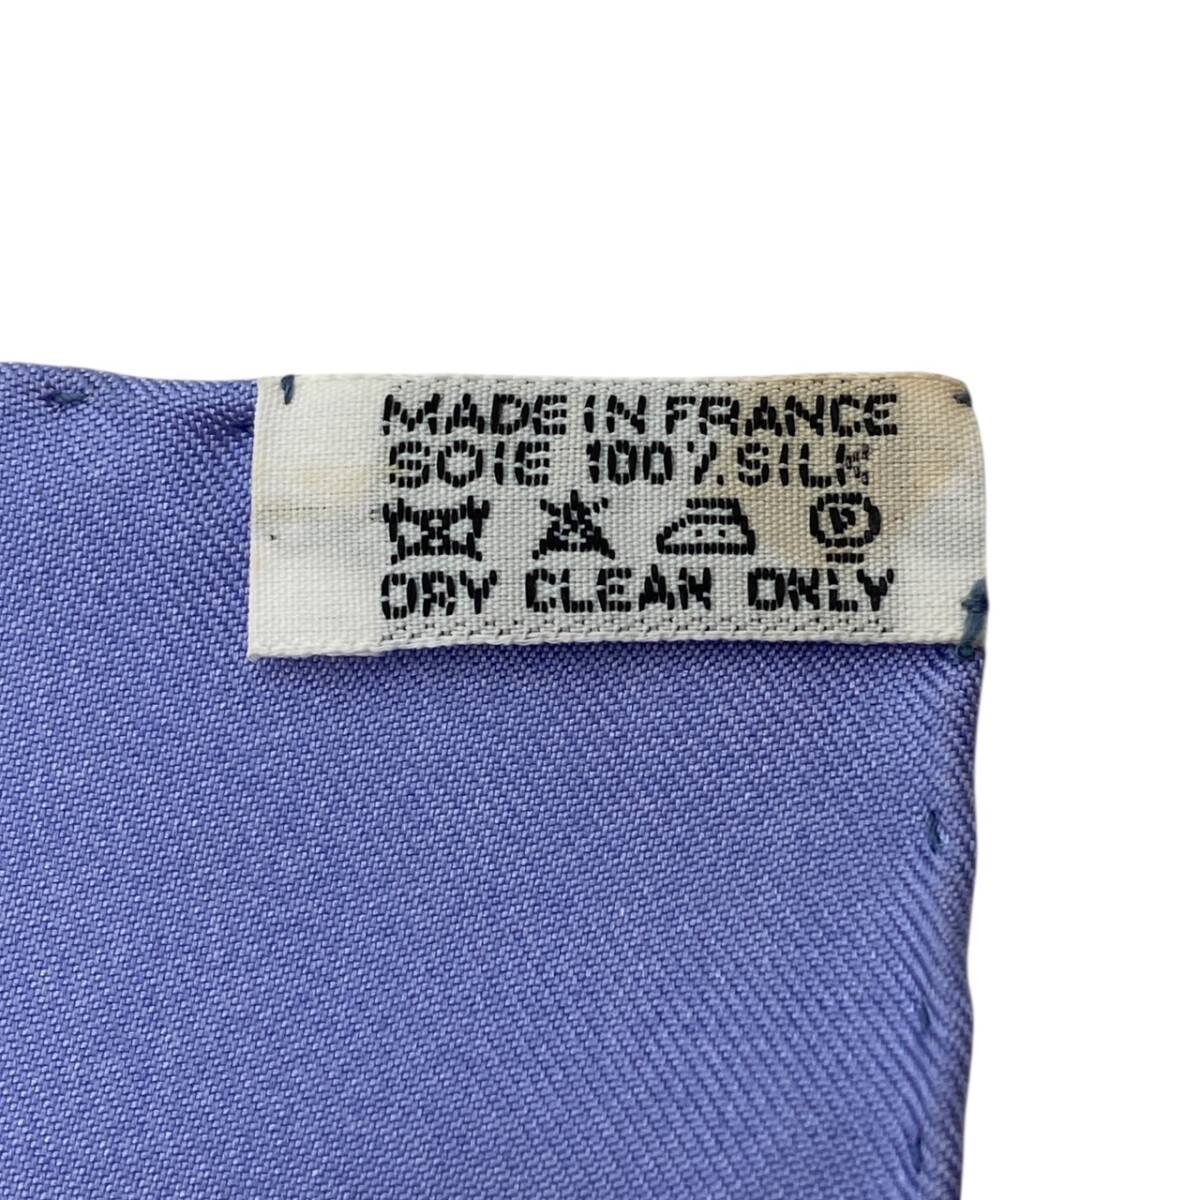 MADE IN FRANCE
SOIE 100% SILK
P
DRY CLEAN ONLY